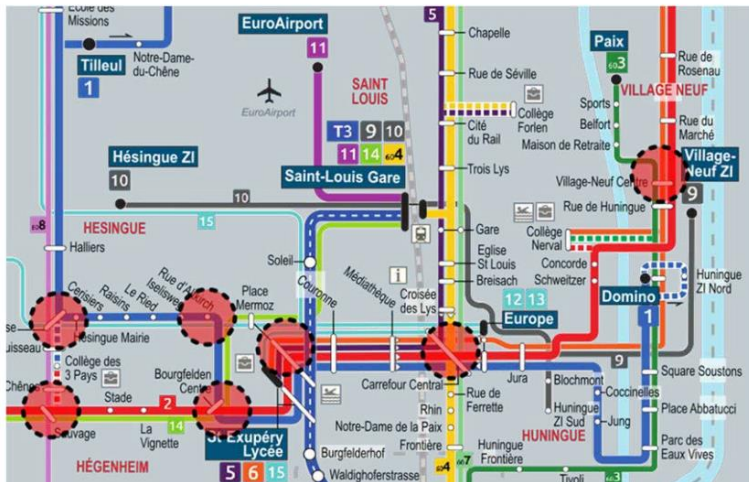 École des
Missions
Tilleul
1
Notre-Dame-
du-Chêne
EuroAirport
11
EuroAirport
SAINT
LOUIS
T3 9 10
11 14 604
Saint-Louis Gare
5
Chapelle
Rue de Séville
Collège
Forlen
Cité
du Rail
Trois Lys
Paix
603
Sports
Belfort
Maison de Retraite
VILLAGE NEUF
Rue de
Rosenau
Rue du
Marché
Village-
Neuf ZI
9
Village-Neuf Centre
Rue de Huningue
Collège
Nerval
Concorde
Schweitzer
Hésingue ZI
10
10
15
HESINGUE
608
Halliers
Gare
Eglise
St Louis
Breisach
Croisée
des Lys
12 13
Europe
Domino
1
Huningue
ZI Nord
Soleil
Couronne
Médiathèque
Place
Mermoz
Cerisiers
Raisins
Le Ried
Iseliswei
Rue d'Altkirch
Hésingue Mairie
Collège des
3 Pays
Bourgfelden
Centre
Stade
2
La
Vignette
14
HÉGENHEIM
St Exupéry
Lycée
5 6 15
Burgfelderhof
Waldighoferstrasse
Carrefour Central
Rhin
Notre-Dame de la Paix
Frontière
604
607
Rue de
Ferrette
Jura
9
Blochmont
Huningue
ZI Sud
HUNINGUE
Huningue
Frontière
Tivoli
603
Coccinelles
Jung
Square Soustons
Place Abbatucci
Parc des
Eaux Vives